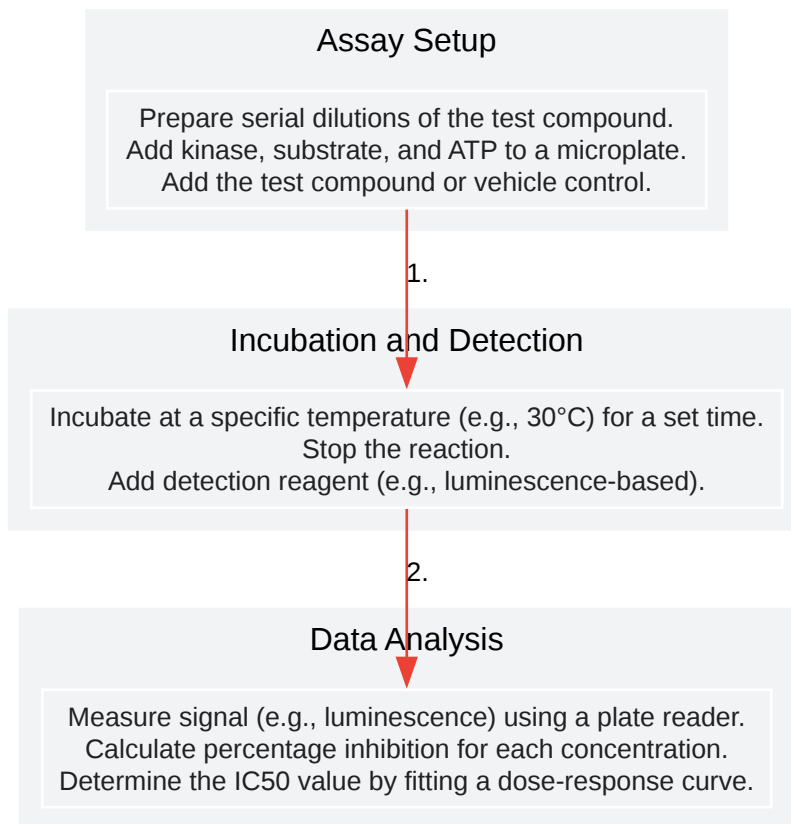 Assay Setup
Prepare serial dilutions of the test compound.
Add kinase, substrate, and ATP to a microplate.
Add the test compound or vehicle control.
1.
Incubation and Detection
Incubate at a specific temperature (e.g., 30°C) for a set time.
Stop the reaction.
Add detection reagent (e.g., luminescence-based).
2.
Data Analysis
Measure signal (e.g., luminescence) using a plate reader.
Calculate percentage inhibition for each concentration.
Determine the IC50 value by fitting a dose-response curve.